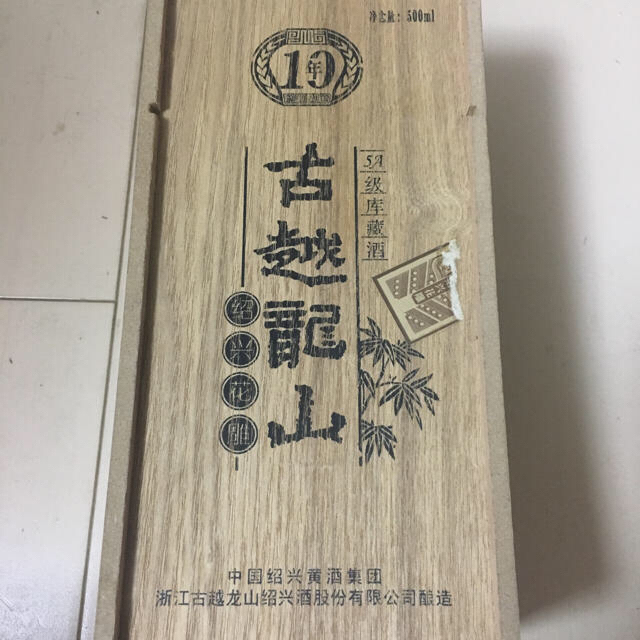 净含量：500ml
10年
5A级库藏酒
古越龍山
绍兴花雕
中国绍兴黄酒集团
浙江古越龙山绍兴酒股份有限公司酿造